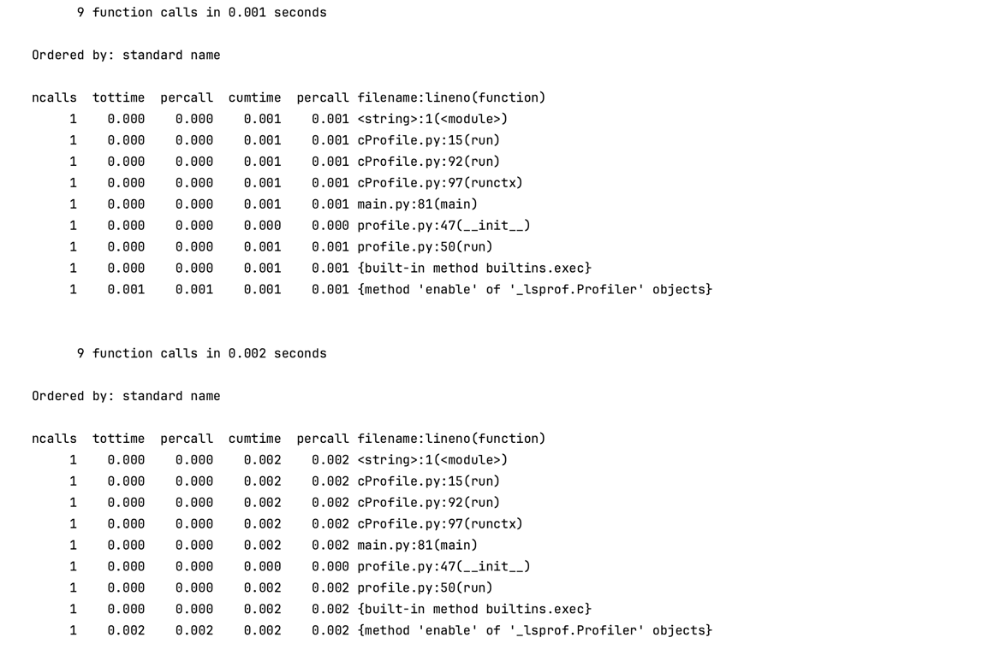 9 function calls in 0.001 seconds
Ordered by: standard name
ncalls  tottime  percall  cumtime  percall filename:lineno(function)
1    0.000    0.000    0.001    0.001 <string>:1(<module>)
1    0.000    0.000    0.001    0.001 cProfile.py:15(run)
1    0.000    0.000    0.001    0.001 cProfile.py:92(run)
1    0.000    0.000    0.001    0.001 cProfile.py:97(runctx)
1    0.000    0.000    0.001    0.001 main.py:81(main)
1    0.000    0.000    0.000    0.000 profile.py:47(__init__)
1    0.000    0.000    0.001    0.001 profile.py:50(run)
1    0.000    0.000    0.001    0.001 {built-in method builtins.exec}
1    0.001    0.001    0.001    0.001 {method 'enable' of '_lsprof.Profiler' objects}
9 function calls in 0.002 seconds
Ordered by: standard name
ncalls  tottime  percall  cumtime  percall filename:lineno(function)
1    0.000    0.000    0.002    0.002 <string>:1(<module>)
1    0.000    0.000    0.002    0.002 cProfile.py:15(run)
1    0.000    0.000    0.002    0.002 cProfile.py:92(run)
1    0.000    0.000    0.002    0.002 cProfile.py:97(runctx)
1    0.000    0.000    0.002    0.002 main.py:81(main)
1    0.000    0.000    0.000    0.000 profile.py:47(__init__)
1    0.000    0.000    0.002    0.002 profile.py:50(run)
1    0.000    0.000    0.002    0.002 {built-in method builtins.exec}
1    0.002    0.002    0.002    0.002 {method 'enable' of '_lsprof.Profiler' objects}